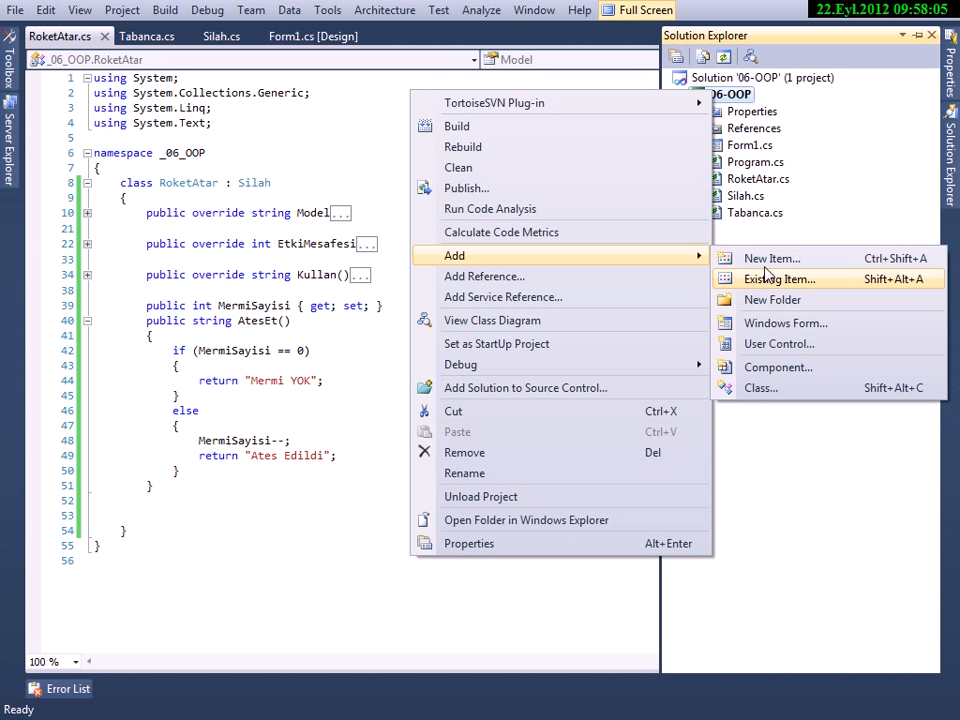 File Edit View Project Build Debug Team Data Tools Architecture Test Analyze Window Help Full Screen
22.Eyl.2012 09:58:05
RoketAtar.cs Tabanca.cs Silah.cs Form1.cs [Design]
_06_OOP.RoketAtar Model
Toolbox
Server Explorer
1 using System;
2 using System.Collections.Generic;
3 using System.Linq;
4 using System.Text;
5
6 namespace _06_OOP
7 {
8 class RoketAtar : Silah
9 {
10 public override string Model...
21
22 public override int EtkiMesafesi...
33
34 public override string Kullan()...
38
39 public int MermiSayisi { get; set; }
40 public string AtesEt()
41 {
42 if (MermiSayisi == 0)
43 {
44 return "Mermi YOK";
45 }
46 else
47 {
48 MermiSayisi--;
49 return "Ates Edildi";
50 }
51 }
52
53
54 }
55 }
56
100 %
Error List
Ready
TortoiseSVN Plug-in
Build
Rebuild
Clean
Publish...
Run Code Analysis
Calculate Code Metrics
Add
Add Reference...
Add Service Reference...
View Class Diagram
Set as StartUp Project
Debug
Add Solution to Source Control...
Cut Ctrl+X
Paste Ctrl+V
Remove Del
Rename
Unload Project
Open Folder in Windows Explorer
Properties Alt+Enter
New Item... Ctrl+Shift+A
Existing Item... Shift+Alt+A
New Folder
Windows Form...
User Control...
Component...
Class... Shift+Alt+C
Solution Explorer
Solution '06-OOP' (1 project)
06-OOP
Properties
References
Form1.cs
Program.cs
RoketAtar.cs
Silah.cs
Tabanca.cs
Properties
Solution Explorer